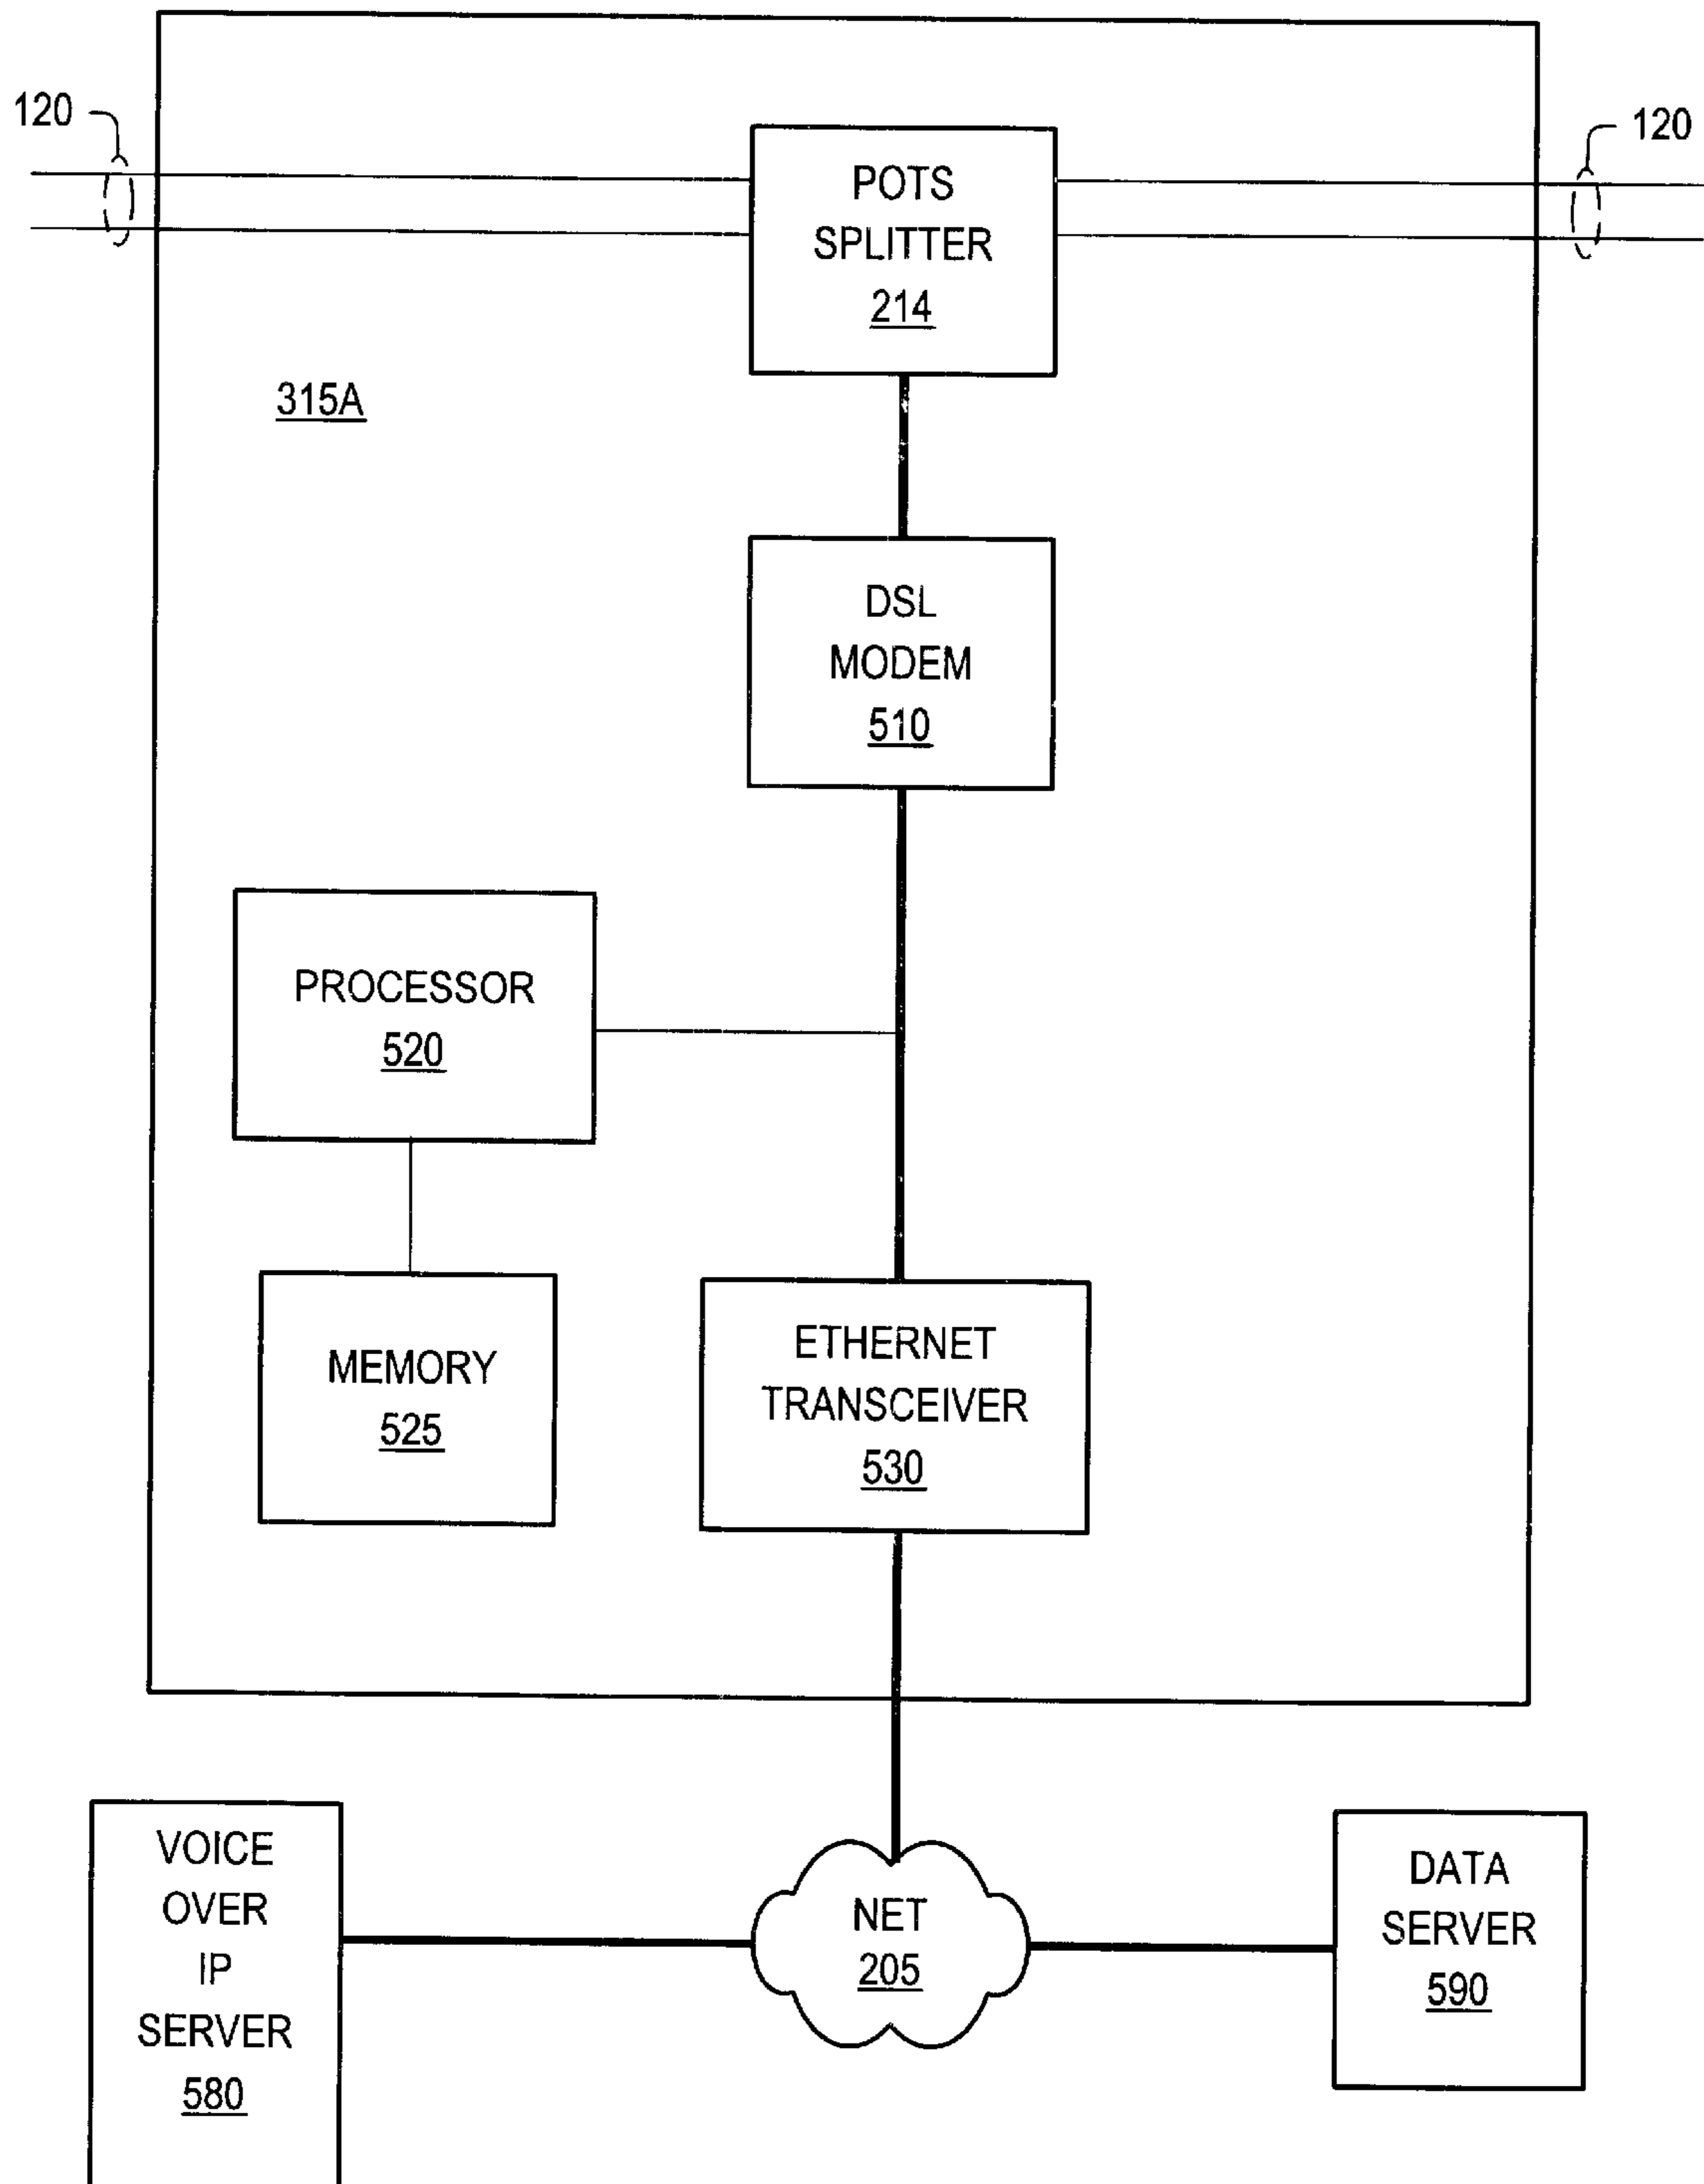 120
120
POTS
SPLITTER
214
315A
DSL
MODEM
510
PROCESSOR
520
MEMORY
525
ETHERNET
TRANSCEIVER
530
VOICE
OVER
IP
SERVER
580
NET
205
DATA
SERVER
590